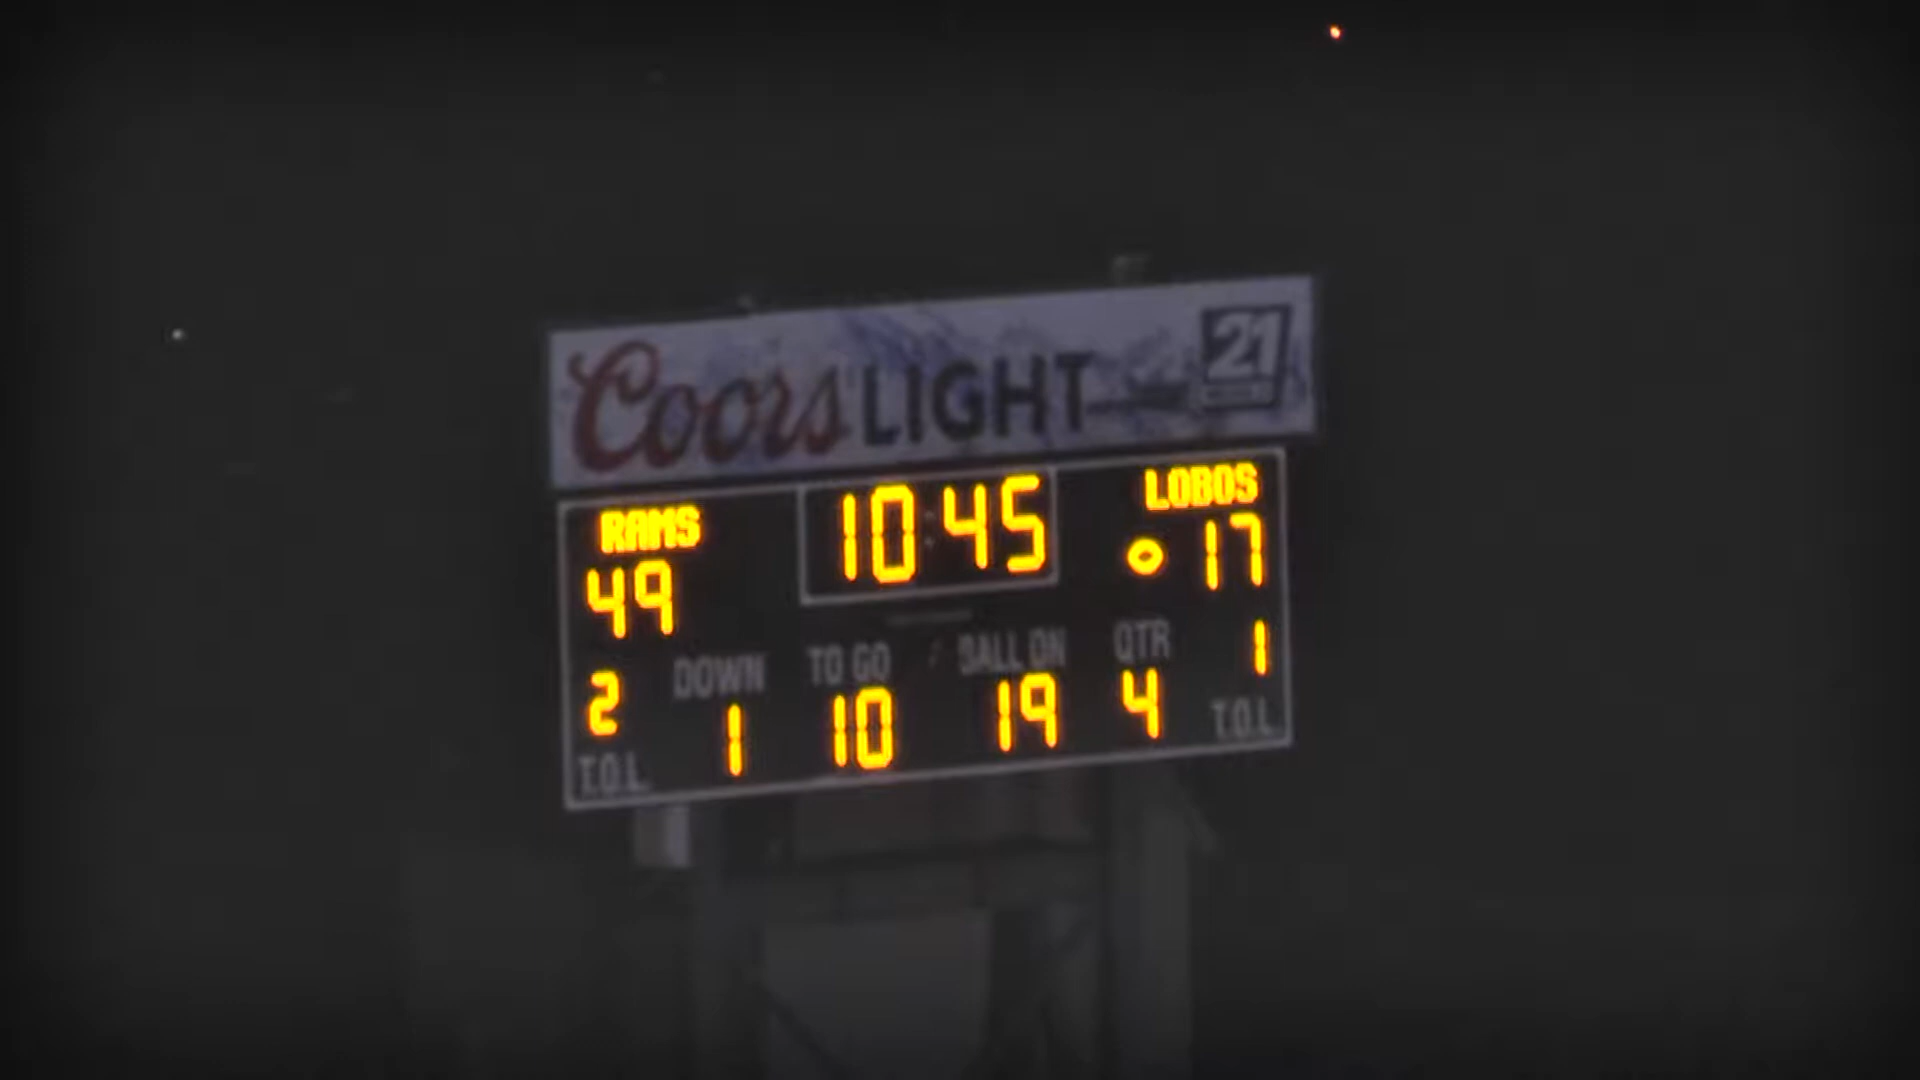 Coors LIGHT 21
RAMS 10:45 LOBOS
49 17
DOWN TO GO BALL ON QTR 1
2 1 10 19 4
T.O.L. T.O.L.